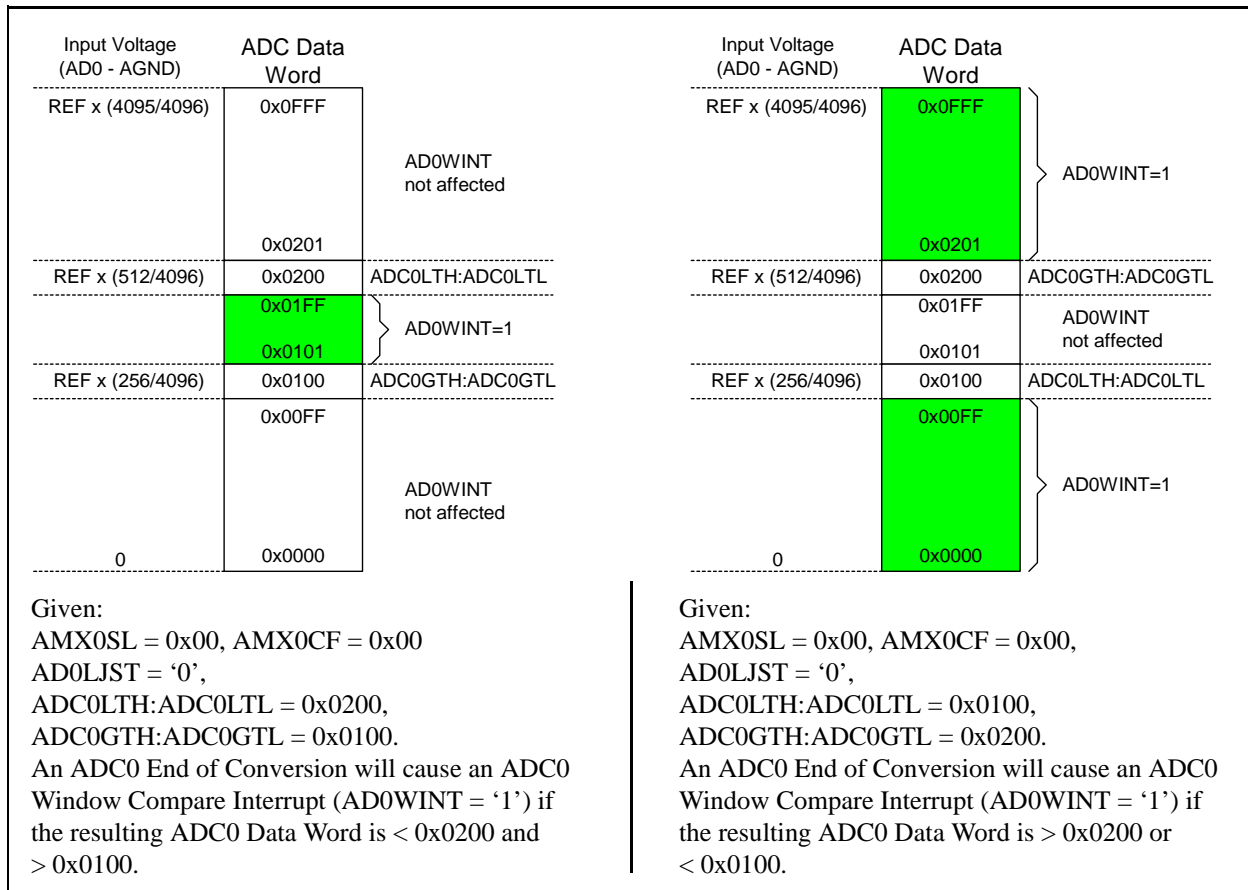 Input Voltage
(AD0 - AGND)
ADC Data
Word
REF x (4095/4096)
0x0FFF
AD0WINT
not affected
0x0201
REF x (512/4096)
0x0200
ADC0LTH:ADC0LTL
0x01FF
AD0WINT=1
0x0101
REF x (256/4096)
0x0100
ADC0GTH:ADC0GTL
0x00FF
AD0WINT
not affected
0
0x0000
Given:
AMX0SL = 0x00, AMX0CF = 0x00
AD0LJST = ‘0’,
ADC0LTH:ADC0LTL = 0x0200,
ADC0GTH:ADC0GTL = 0x0100.
An ADC0 End of Conversion will cause an ADC0
Window Compare Interrupt (AD0WINT = ‘1’) if
the resulting ADC0 Data Word is < 0x0200 and
> 0x0100.
Input Voltage
(AD0 - AGND)
ADC Data
Word
REF x (4095/4096)
0x0FFF
AD0WINT=1
0x0201
REF x (512/4096)
0x0200
ADC0GTH:ADC0GTL
0x01FF
AD0WINT
not affected
0x0101
REF x (256/4096)
0x0100
ADC0LTH:ADC0LTL
0x00FF
AD0WINT=1
0
0x0000
Given:
AMX0SL = 0x00, AMX0CF = 0x00,
AD0LJST = ‘0’,
ADC0LTH:ADC0LTL = 0x0100,
ADC0GTH:ADC0GTL = 0x0200.
An ADC0 End of Conversion will cause an ADC0
Window Compare Interrupt (AD0WINT = ‘1’) if
the resulting ADC0 Data Word is > 0x0200 or
< 0x0100.